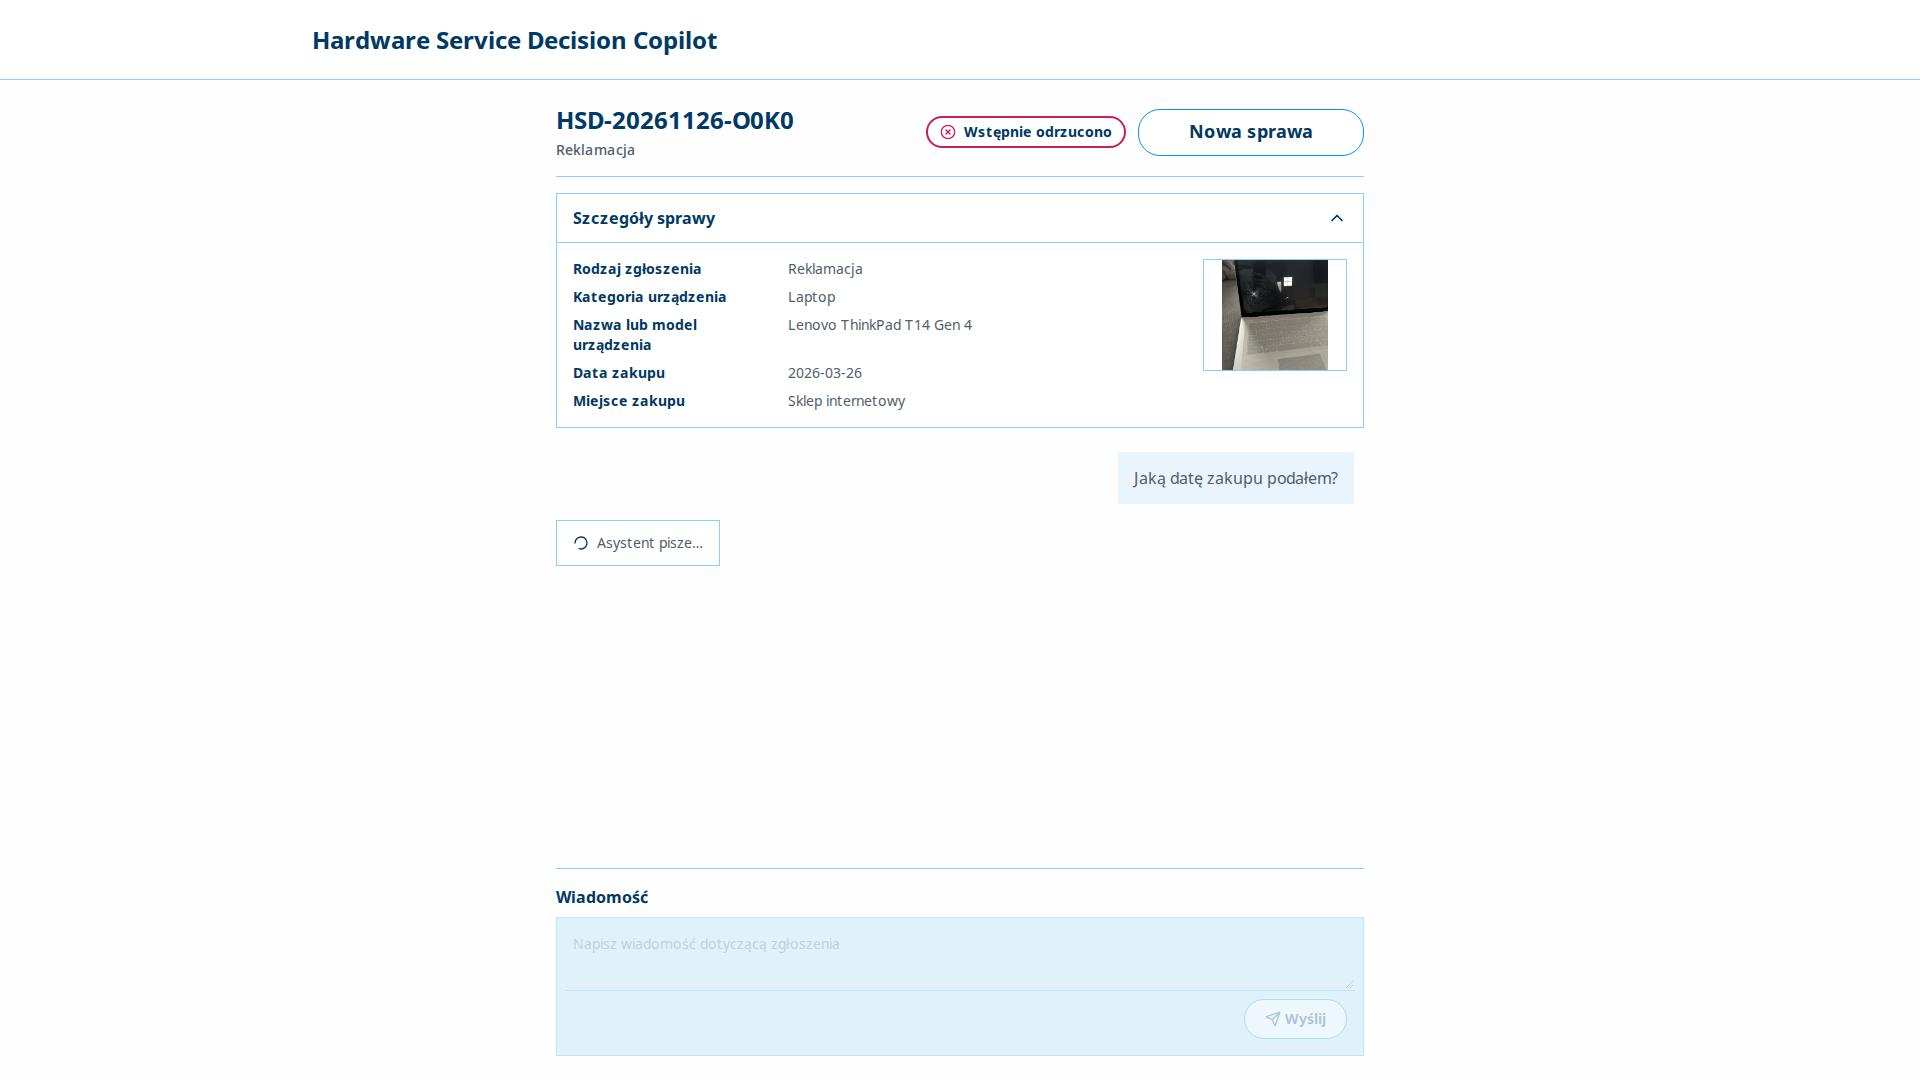 Hardware Service Decision Copilot
HSD-20261126-O0K0
Reklamacja
Wstępnie odrzucono
Nowa sprawa
Szczegóły sprawy
Rodzaj zgłoszenia
Reklamacja
Kategoria urządzenia
Laptop
Nazwa lub model
urządzenia
Lenovo ThinkPad T14 Gen 4
Data zakupu
2026-03-26
Miejsce zakupu
Sklep internetowy
Jaką datę zakupu podałem?
Asystent pisze…
Wiadomość
Napisz wiadomość dotyczącą zgłoszenia
Wyślij